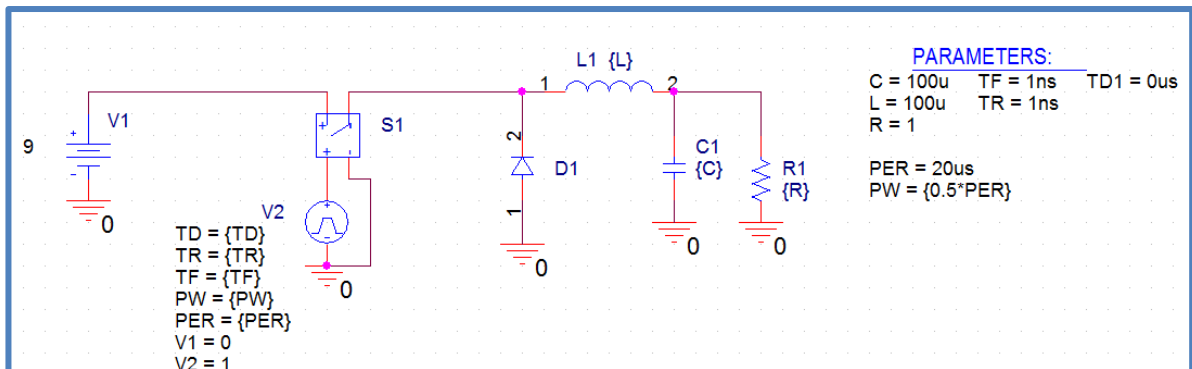 L1 {L}
1
2
PARAMETERS:
C = 100u TF = 1ns TD1 = 0us
L = 100u TR = 1ns
R = 1
PER = 20us
PW = {0.5*PER}
9
+
V1
-
0
+ -
S1
+ -
V2
+
-
0
TD = {TD}
TR = {TR}
TF = {TF}
PW = {PW}
PER = {PER}
V1 = 0
V2 = 1
2
D1
1
0
C1
{C}
0
R1
{R}
0